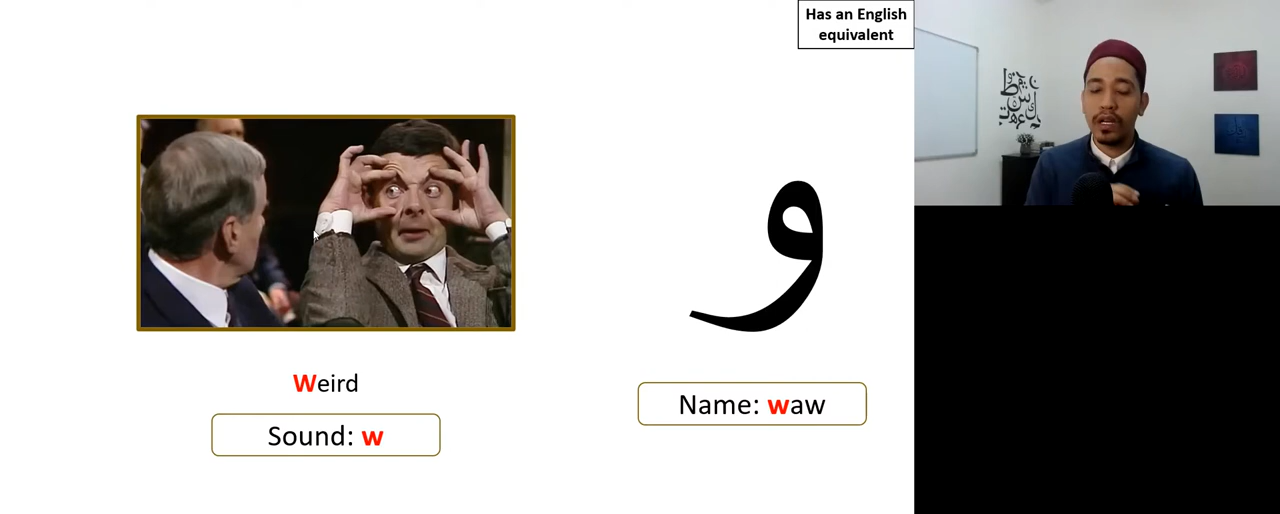 Has an English
equivalent
و
Weird
Sound: w
Name: waw